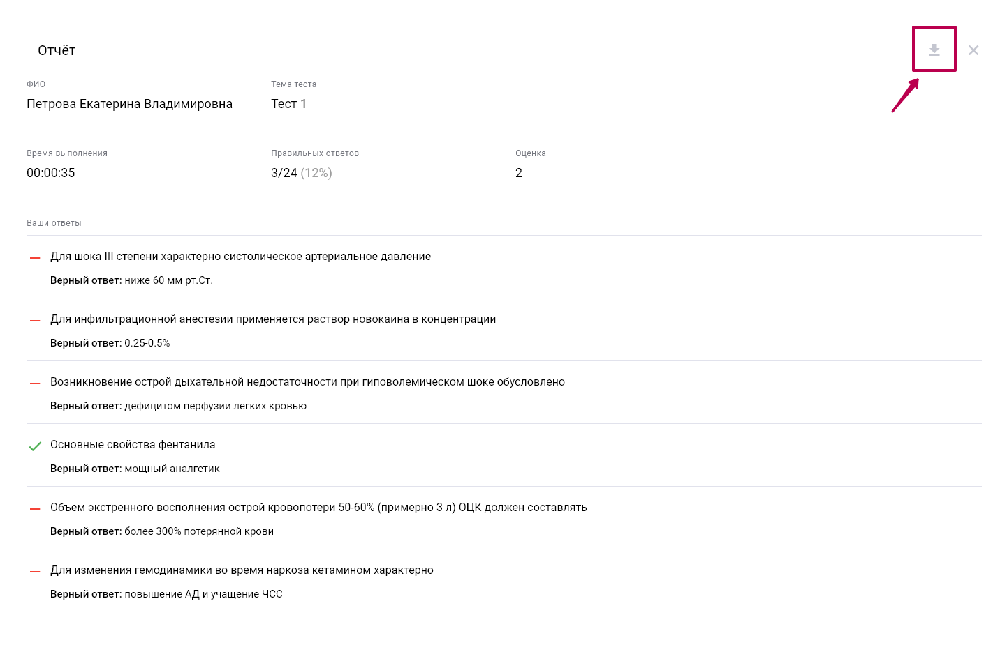 Отчёт
ФИО
Петрова Екатерина Владимировна
Тема теста
Тест 1
Время выполнения
00:00:35
Правильных ответов
3/24 (12%)
Оценка
2
Ваши ответы
Для шока III степени характерно систолическое артериальное давление
Верный ответ: ниже 60 мм рт.Ст.
Для инфильтрационной анестезии применяется раствор новокаина в концентрации
Верный ответ: 0.25-0.5%
Возникновение острой дыхательной недостаточности при гиповолемическом шоке обусловлено
Верный ответ: дефицитом перфузии легких кровью
Основные свойства фентанила
Верный ответ: мощный аналгетик
Объем экстренного восполнения острой кровопотери 50-60% (примерно 3 л) ОЦК должен составлять
Верный ответ: более 300% потерянной крови
Для изменения гемодинамики во время наркоза кетамином характерно
Верный ответ: повышение АД и учащение ЧСС